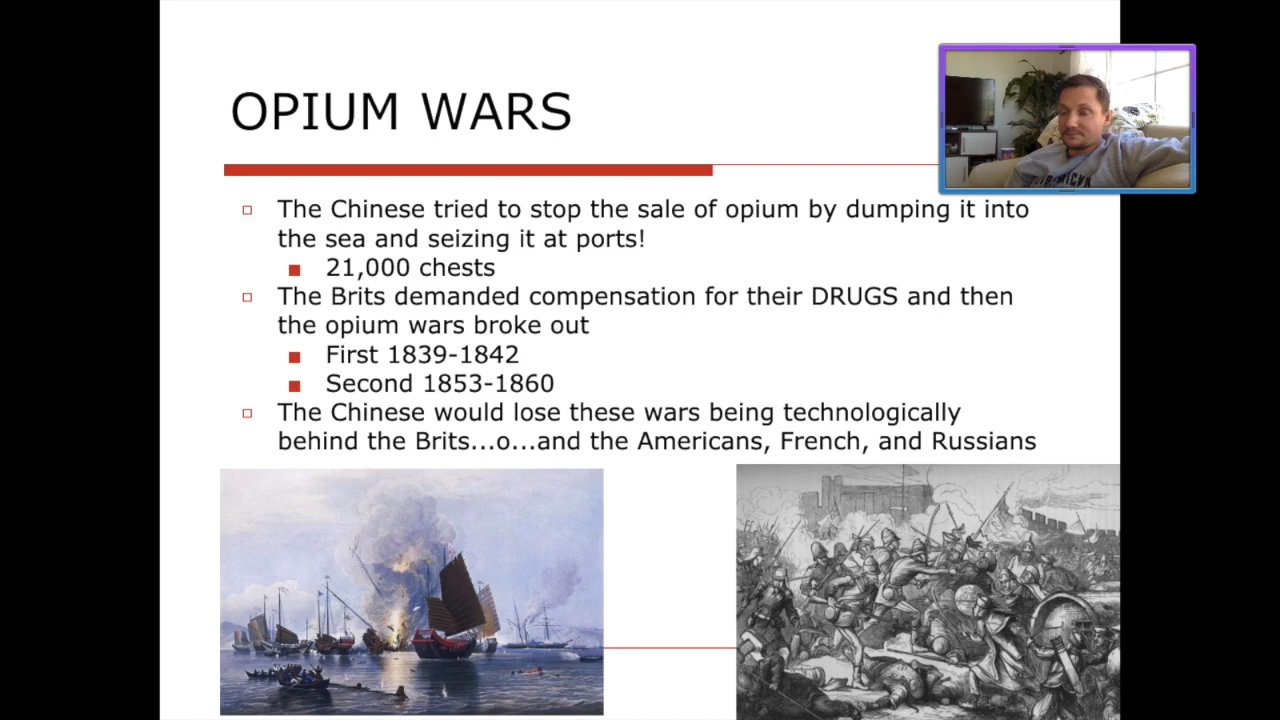 OPIUM WARS
The Chinese tried to stop the sale of opium by dumping it into
the sea and seizing it at ports!
21,000 chests
The Brits demanded compensation for their DRUGS and then
the opium wars broke out
First 1839-1842
Second 1853-1860
The Chinese would lose these wars being technologically
behind the Brits...o...and the Americans, French, and Russians